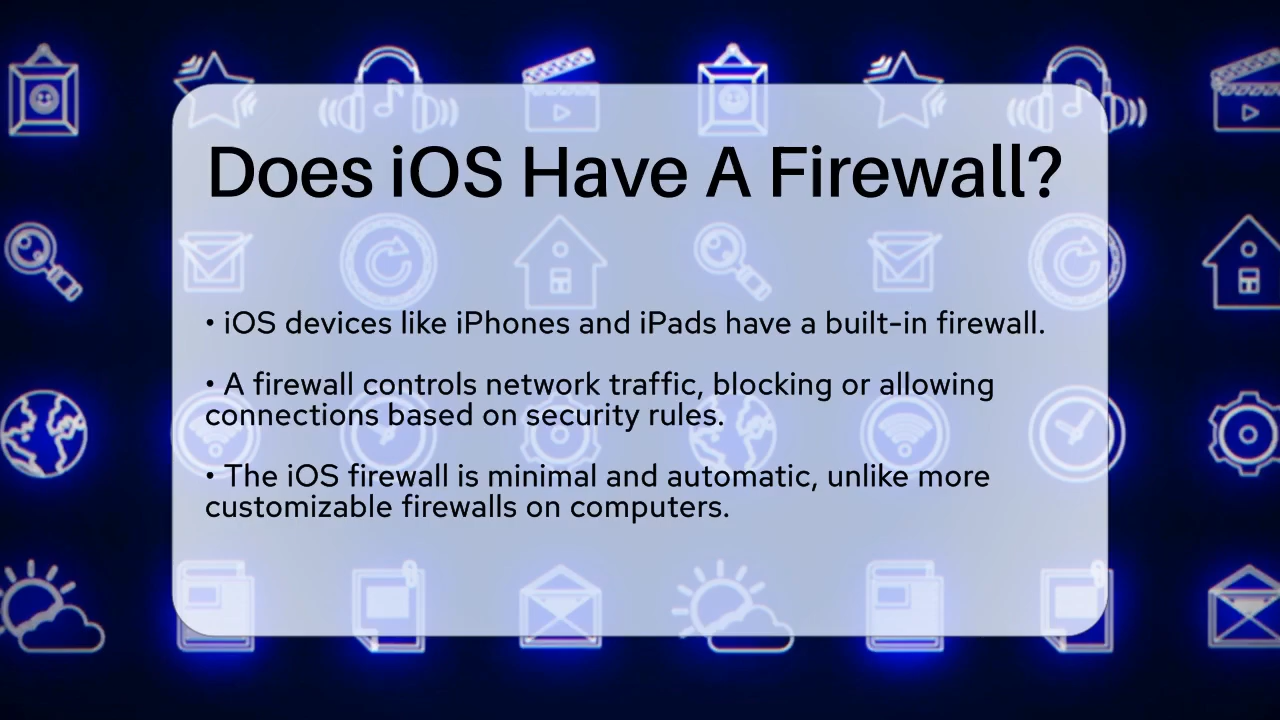 Does iOS Have A Firewall?
• iOS devices like iPhones and iPads have a built-in firewall.
• A firewall controls network traffic, blocking or allowing
connections based on security rules.
• The iOS firewall is minimal and automatic, unlike more
customizable firewalls on computers.